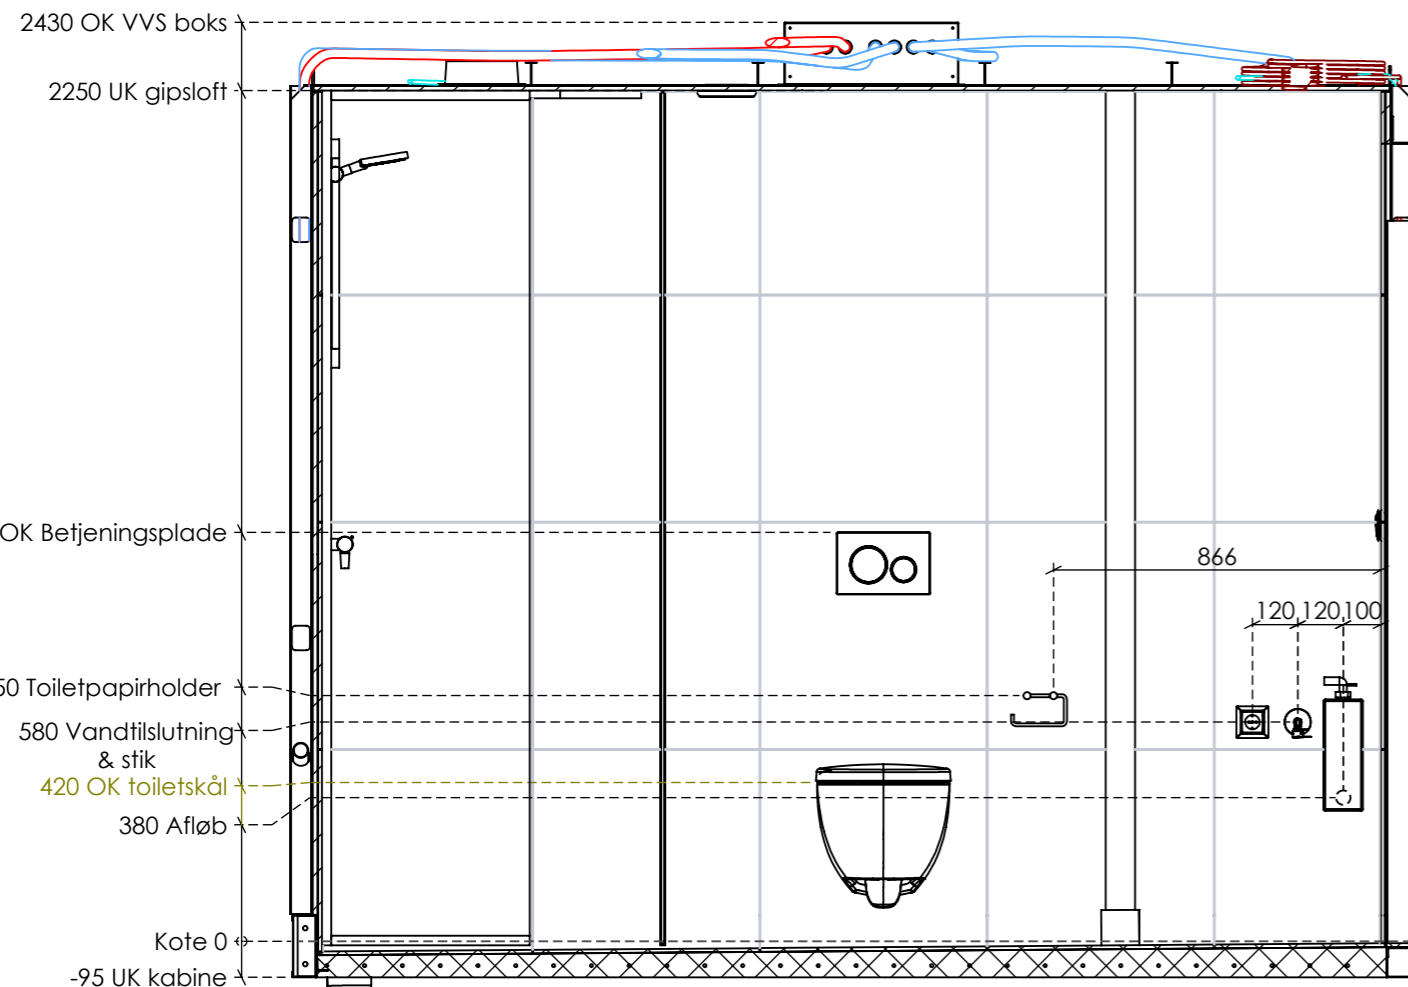 2430 OK VVS boks
2250 UK gipsloft
OK Betjeningsplade
866
120 120 100
50 Toiletpapirholder
580 Vandtilslutning
& stik
420 OK toiletskål
380 Afløb
Kote 0
-95 UK kabine